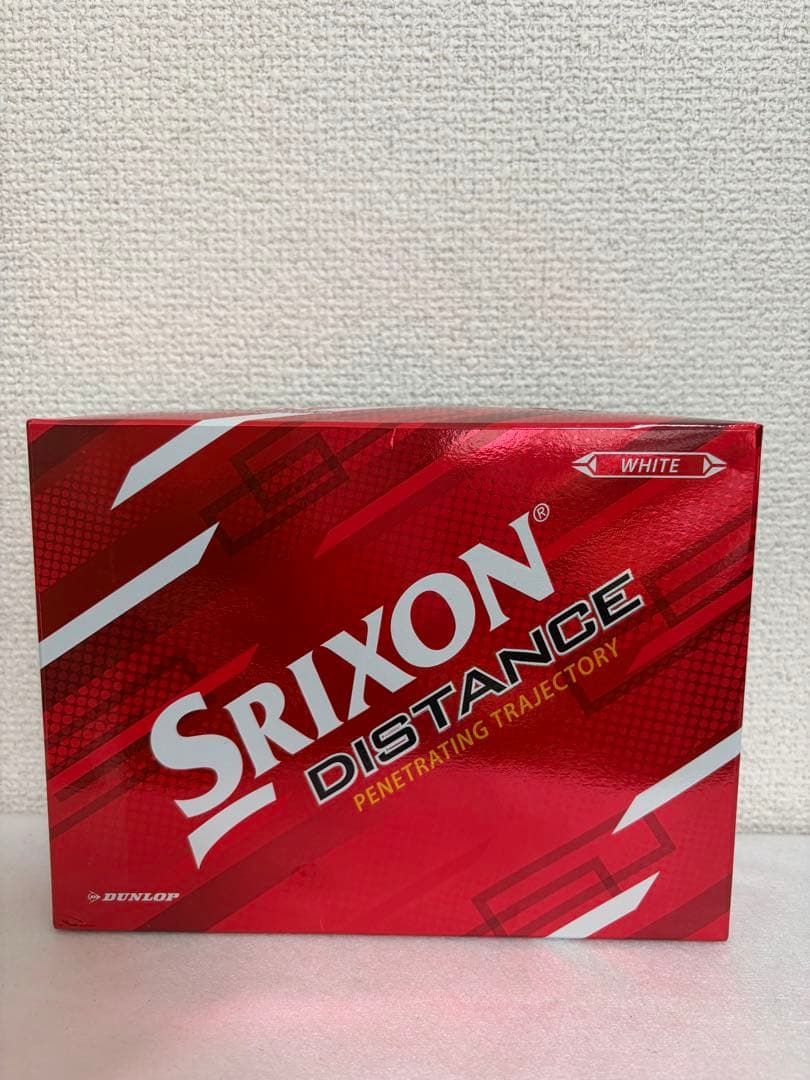 WHITE
SRIXON®
DISTANCE
PENETRATING TRAJECTORY
DUNLOP